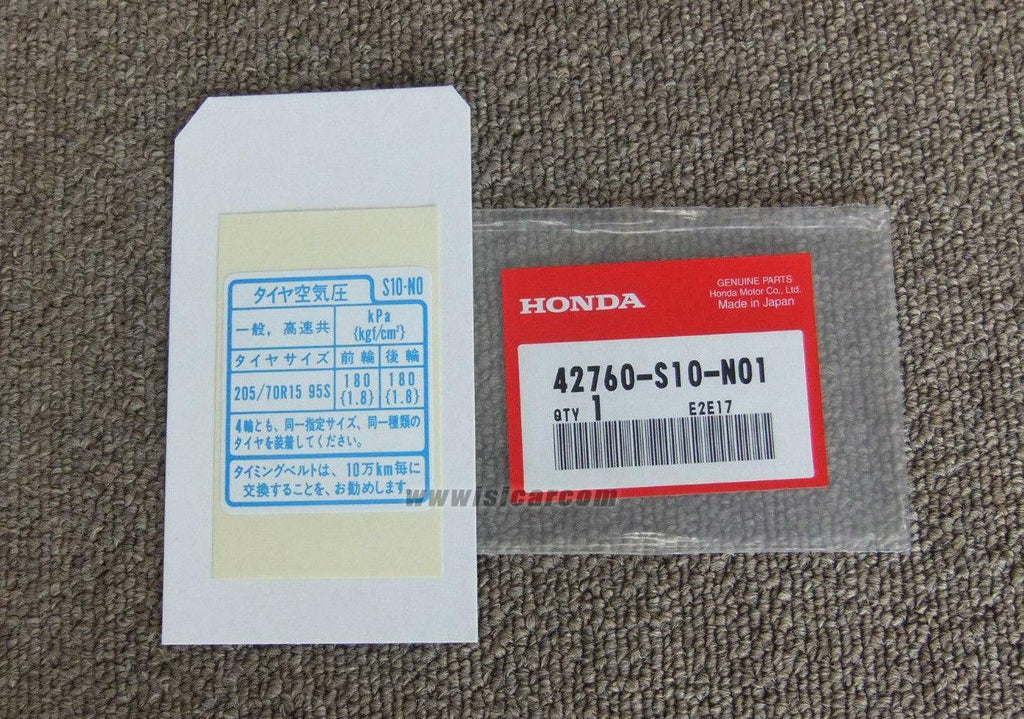 タイヤ空気圧 S10-N0
一般，高速共 kPa
{kgf/cm²}
タイヤサイズ 前輪 後輪
205/70R15 95S 180 180
{1.8} {1.8}
4輪とも、同一指定サイズ、同一種類の
タイヤを装着してください。
タイミングベルトは、10万km毎に
交換することを、お勧めします。
HONDA
GENUINE PARTS
Honda Motor Co., Ltd.
Made in Japan
42760-S10-N01
QTY 1 E2E17
www.isicar.com